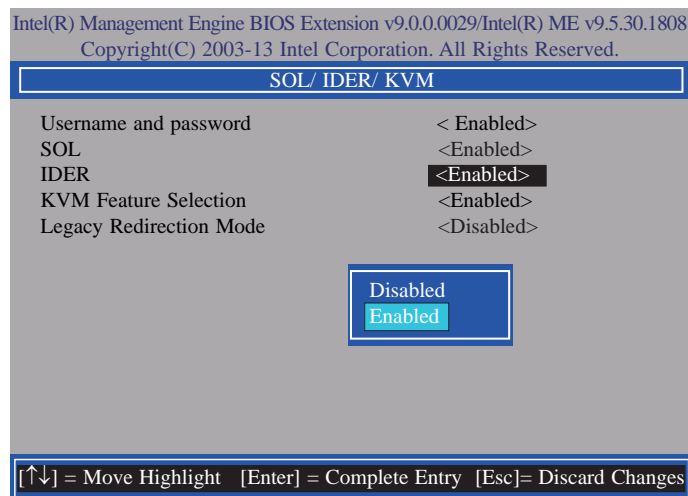 Intel(R) Management Engine BIOS Extension v9.0.0.0029/Intel(R) ME v9.5.30.1808
Copyright(C) 2003-13 Intel Corporation. All Rights Reserved.
SOL/ IDER/ KVM
Username and password < Enabled>
SOL <Enabled>
IDER <Enabled>
KVM Feature Selection <Enabled>
Legacy Redirection Mode <Disabled>
Disabled
Enabled
[↑↓] = Move Highlight [Enter] = Complete Entry [Esc]= Discard Changes